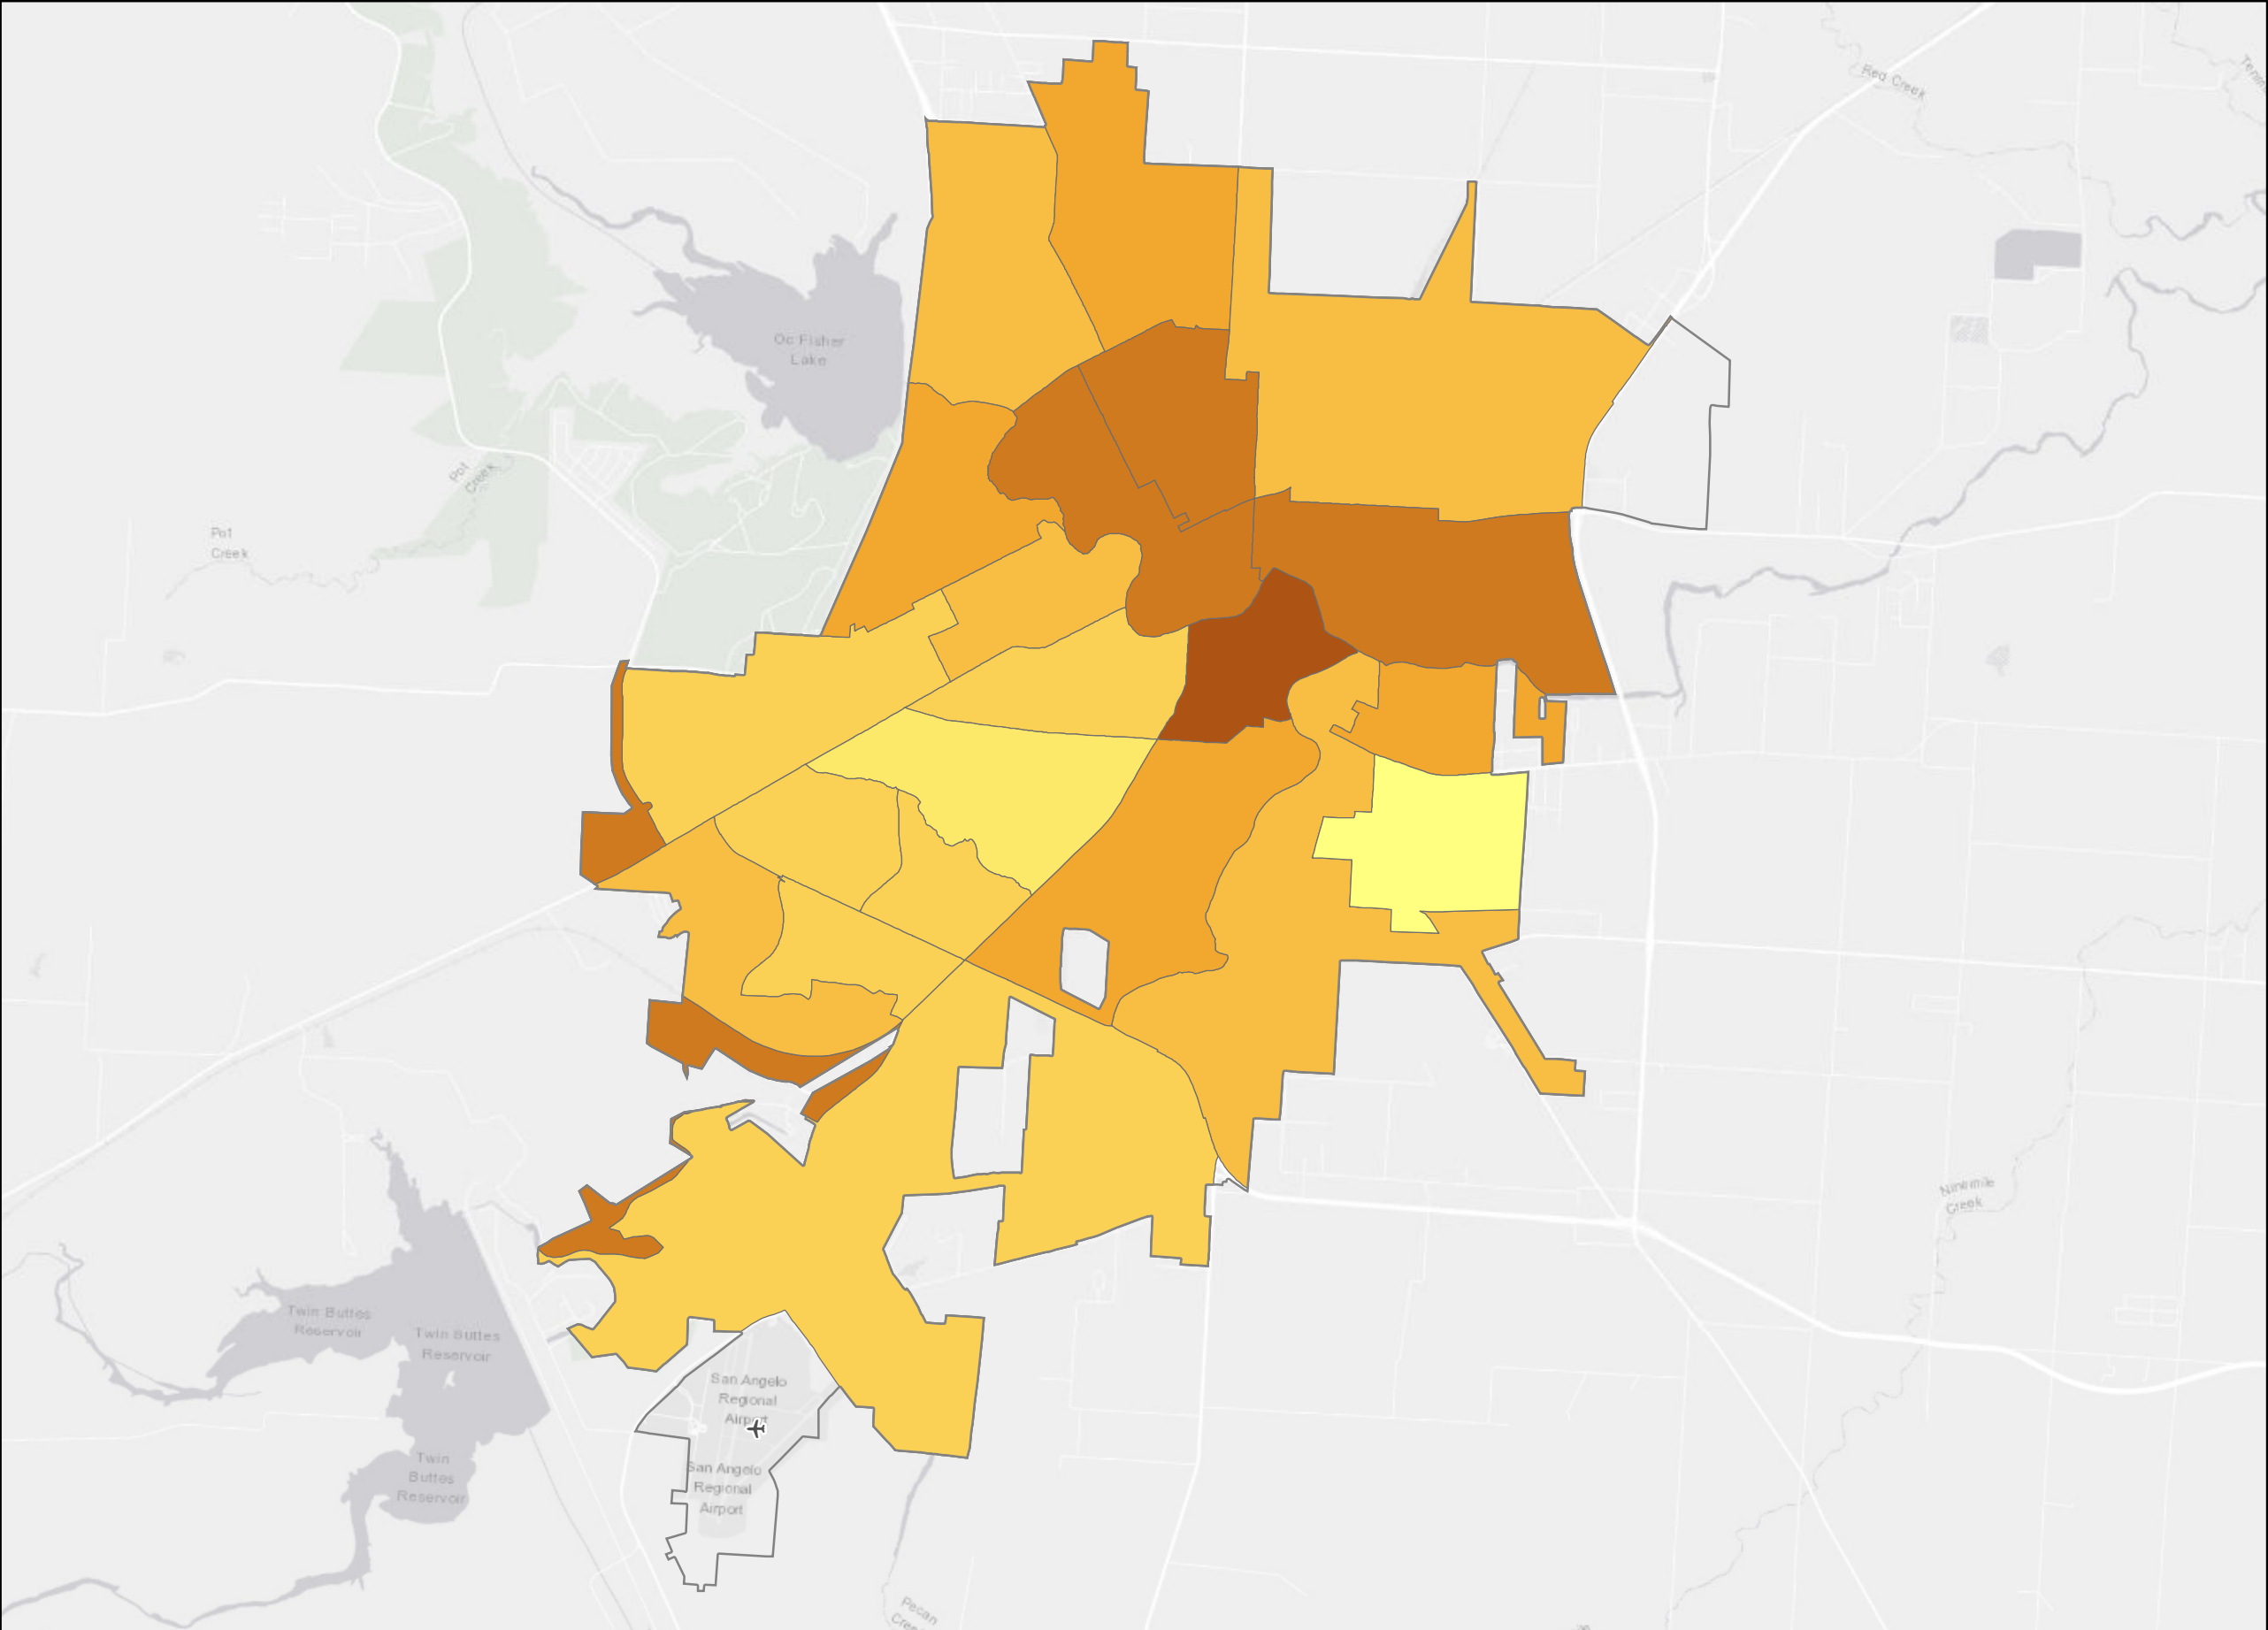 Red Creek
Oc Fisher
Lake
Pot
Creek
Pot
Creek
Ninemile
Creek
Twin Buttes
Reservoir
Twin Buttes
Reservoir
San Angelo
Regional
Airport
Twin
Buttes
Reservoir
San Angelo
Regional
Airport
Pecan